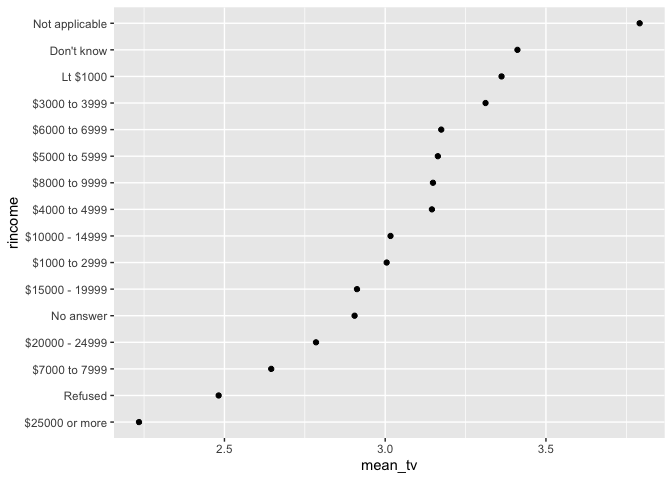 Not applicable
Don't know
Lt $1000
$3000 to 3999
$6000 to 6999
$5000 to 5999
$8000 to 9999
$4000 to 4999
$10000 - 14999
$1000 to 2999
$15000 - 19999
No answer
$20000 - 24999
$7000 to 7999
Refused
$25000 or more
rincome
2.5 3.0 3.5
mean_tv